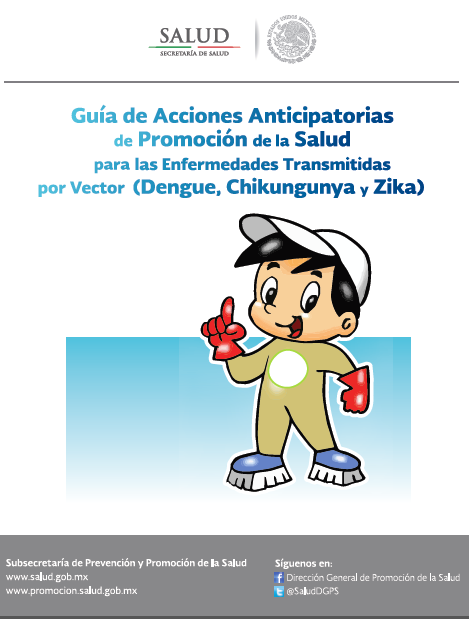 SALUD
SECRETARÍA DE SALUD
ESTADOS UNIDOS MEXICANOS
Guía de Acciones Anticipatorias
de Promoción de la Salud
para las Enfermedades Transmitidas
por Vector (Dengue, Chikungunya y Zika)
Subsecretaría de Prevención y Promoción de la Salud
www.salud.gob.mx
www.promocion.salud.gob.mx
Síguenos en:
Dirección General de Promoción de la Salud
@SaludDGPS